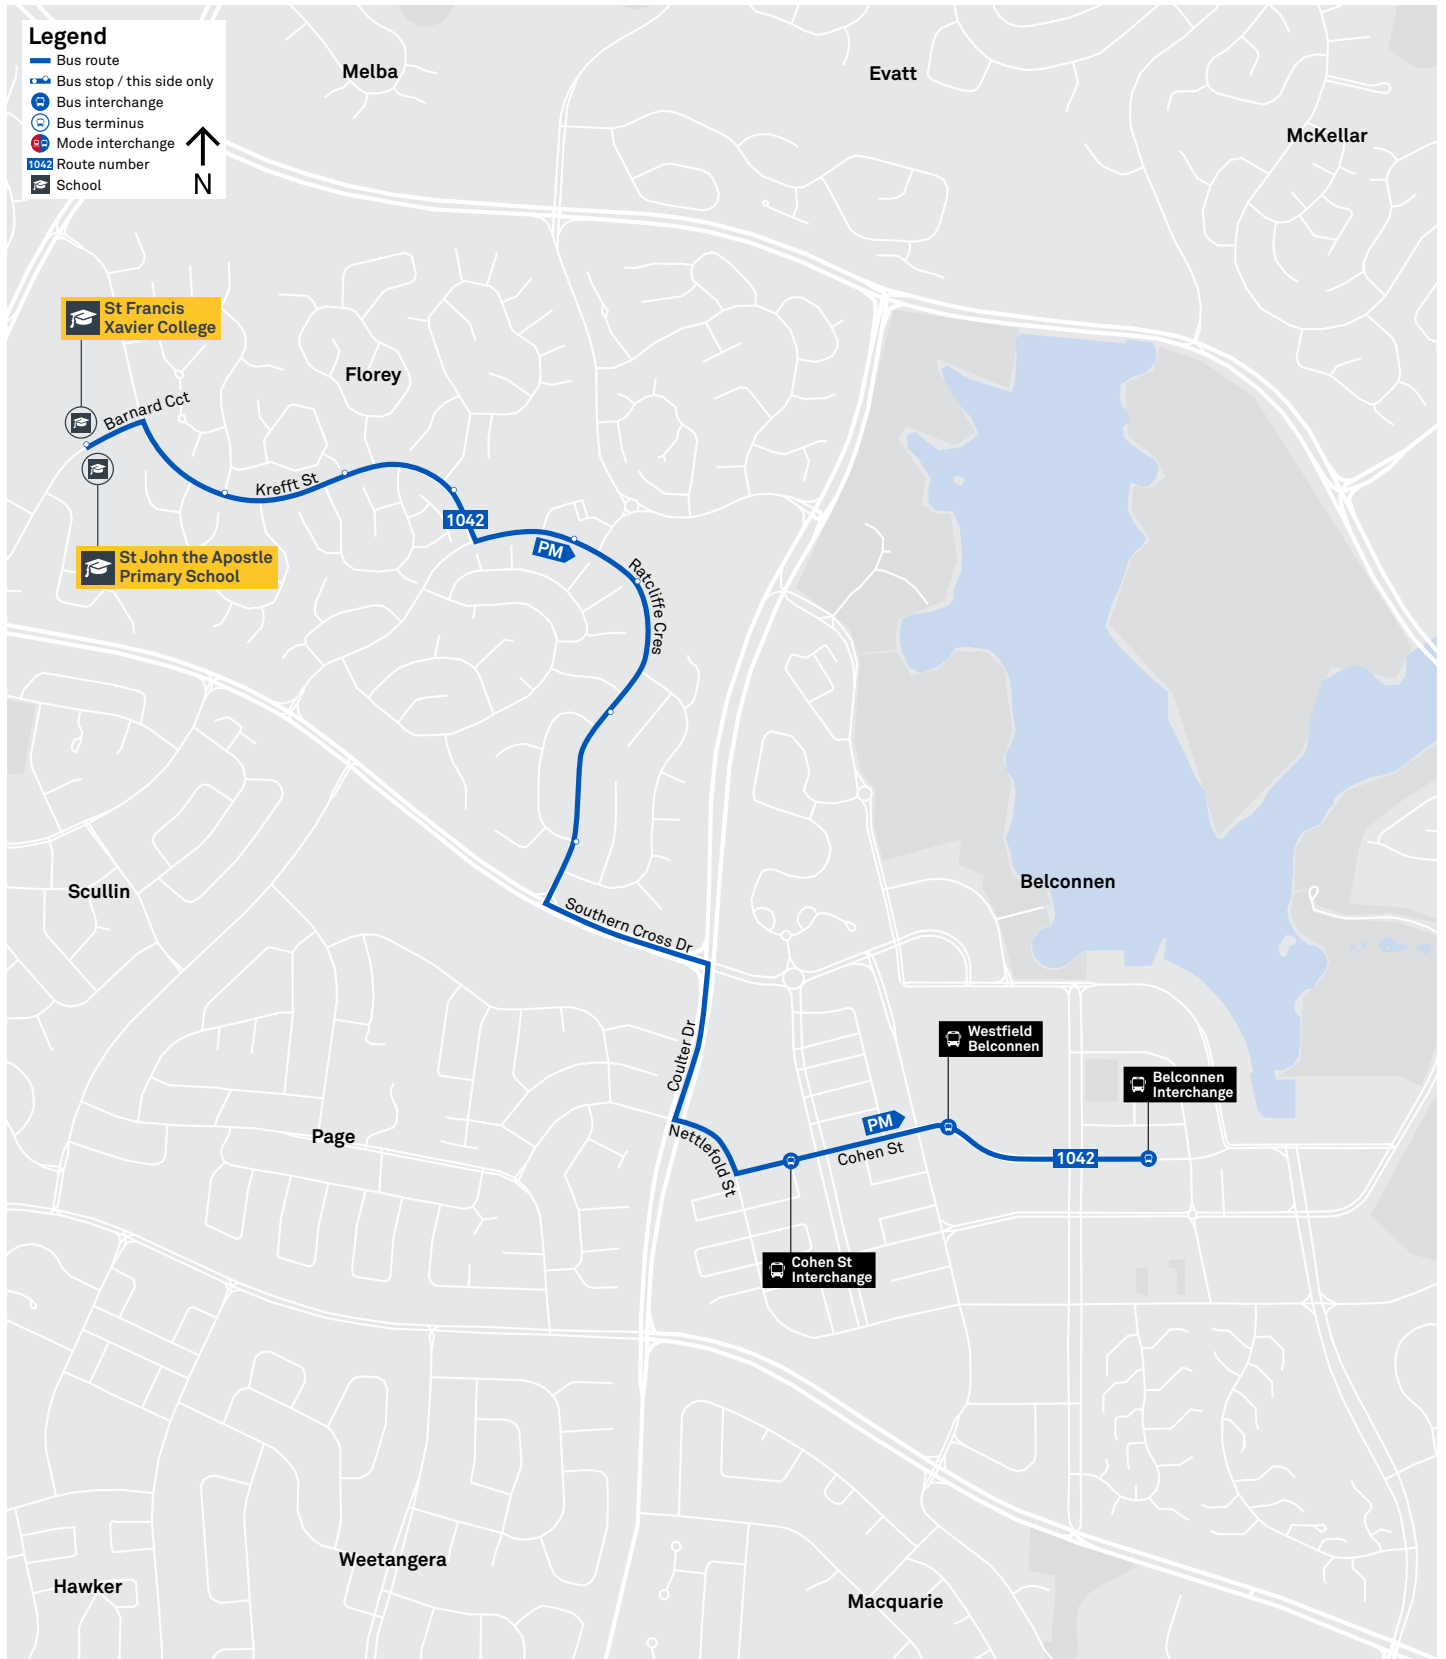 Legend
Bus route
Bus stop / this side only
Bus interchange
Bus terminus
Mode interchange
1042 Route number
School
N
Melba
Evatt
McKellar
St Francis
Xavier College
Florey
Barnard Cct
Krefft St
1042
PM
St John the Apostle
Primary School
Ratcliffe Cres
Scullin
Belconnen
Southern Cross Dr
Coulter Dr
Westfield
Belconnen
Belconnen
Interchange
Page
Nettlefold St
PM
Cohen St
1042
Cohen St
Interchange
Weetangera
Hawker
Macquarie